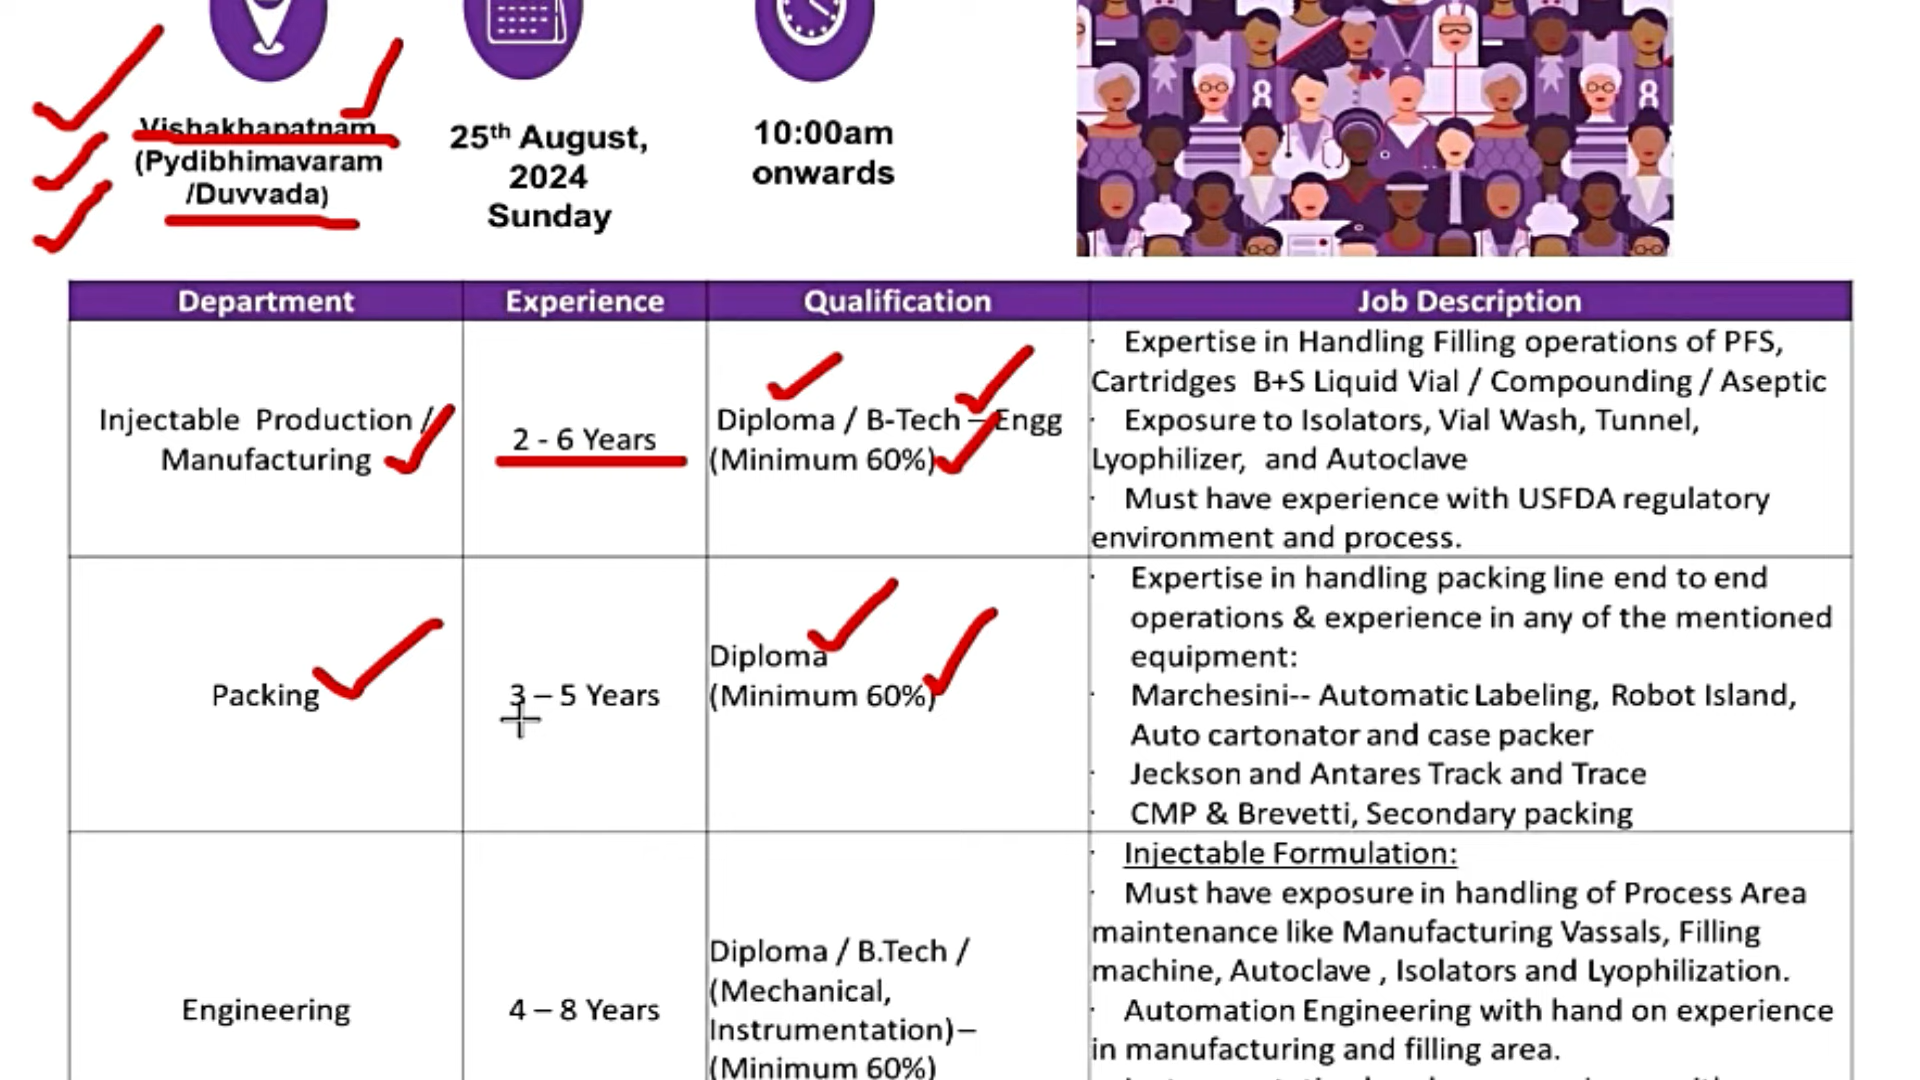 Vishakhapatnam
(Pydibhimavaram
/Duvvada)
25th August,
2024
Sunday
10:00am
onwards
8
8
Department
Experience
Qualification
Job Description
Injectable Production /
Manufacturing
2 - 6 Years
Diploma / B-Tech – Engg
(Minimum 60%)
· Expertise in Handling Filling operations of PFS,
Cartridges B+S Liquid Vial / Compounding / Aseptic
· Exposure to Isolators, Vial Wash, Tunnel,
Lyophilizer, and Autoclave
· Must have experience with USFDA regulatory
environment and process.
Packing
3 – 5 Years
Diploma
(Minimum 60%)
· Expertise in handling packing line end to end
operations & experience in any of the mentioned
equipment:
· Marchesini-- Automatic Labeling, Robot Island,
Auto cartonator and case packer
· Jeckson and Antares Track and Trace
· CMP & Brevetti, Secondary packing
Engineering
4 – 8 Years
Diploma / B.Tech /
(Mechanical,
Instrumentation) –
(Minimum 60%)
· Injectable Formulation:
· Must have exposure in handling of Process Area
maintenance like Manufacturing Vassals, Filling
machine, Autoclave , Isolators and Lyophilization.
· Automation Engineering with hand on experience
in manufacturing and filling area.